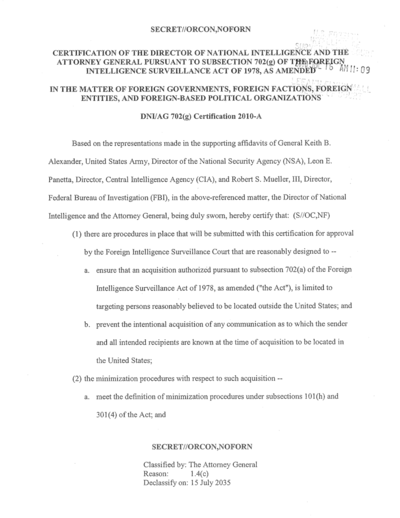 SECRET//ORCON,NOFORN
CERTIFICATION OF THE DIRECTOR OF NATIONAL INTELLIGENCE AND THE
ATTORNEY GENERAL PURSUANT TO SUBSECTION 702(g) OF THE FOREIGN
INTELLIGENCE SURVEILLANCE ACT OF 1978, AS AMENDED
AM 11:09
IN THE MATTER OF FOREIGN GOVERNMENTS, FOREIGN FACTIONS, FOREIGN
ENTITIES, AND FOREIGN-BASED POLITICAL ORGANIZATIONS
DNI/AG 702(g) Certification 2010-A
Based on the representations made in the supporting affidavits of General Keith B.
Alexander, United States Army, Director of the National Security Agency (NSA), Leon E.
Panetta, Director, Central Intelligence Agency (CIA), and Robert S. Mueller, III, Director,
Federal Bureau of Investigation (FBI), in the above-referenced matter, the Director of National
Intelligence and the Attorney General, being duly sworn, hereby certify that: (S//OC,NF)
(1) there are procedures in place that will be submitted with this certification for approval
by the Foreign Intelligence Surveillance Court that are reasonably designed to --
a. ensure that an acquisition authorized pursuant to subsection 702(a) of the Foreign
Intelligence Surveillance Act of 1978, as amended ("the Act"), is limited to
targeting persons reasonably believed to be located outside the United States; and
b. prevent the intentional acquisition of any communication as to which the sender
and all intended recipients are known at the time of acquisition to be located in
the United States;
(2) the minimization procedures with respect to such acquisition --
a. meet the definition of minimization procedures under subsections 101(h) and
301(4) of the Act; and
SECRET//ORCON,NOFORN
Classified by: The Attorney General
Reason: 1.4(c)
Declassify on: 15 July 2035